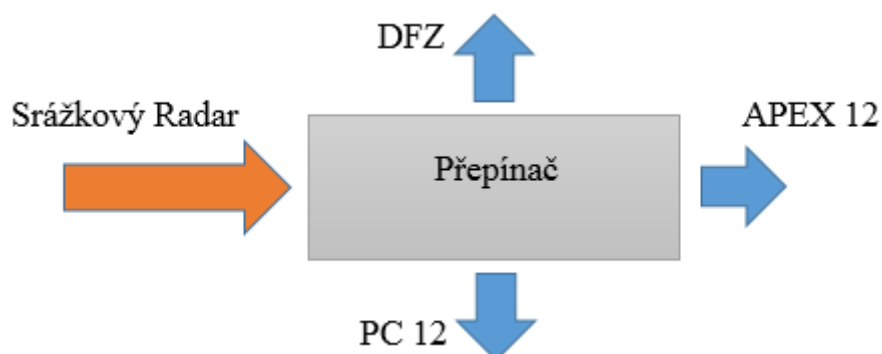 DFZ
Srážkový Radar
APEX 12
Přepínač
PC 12